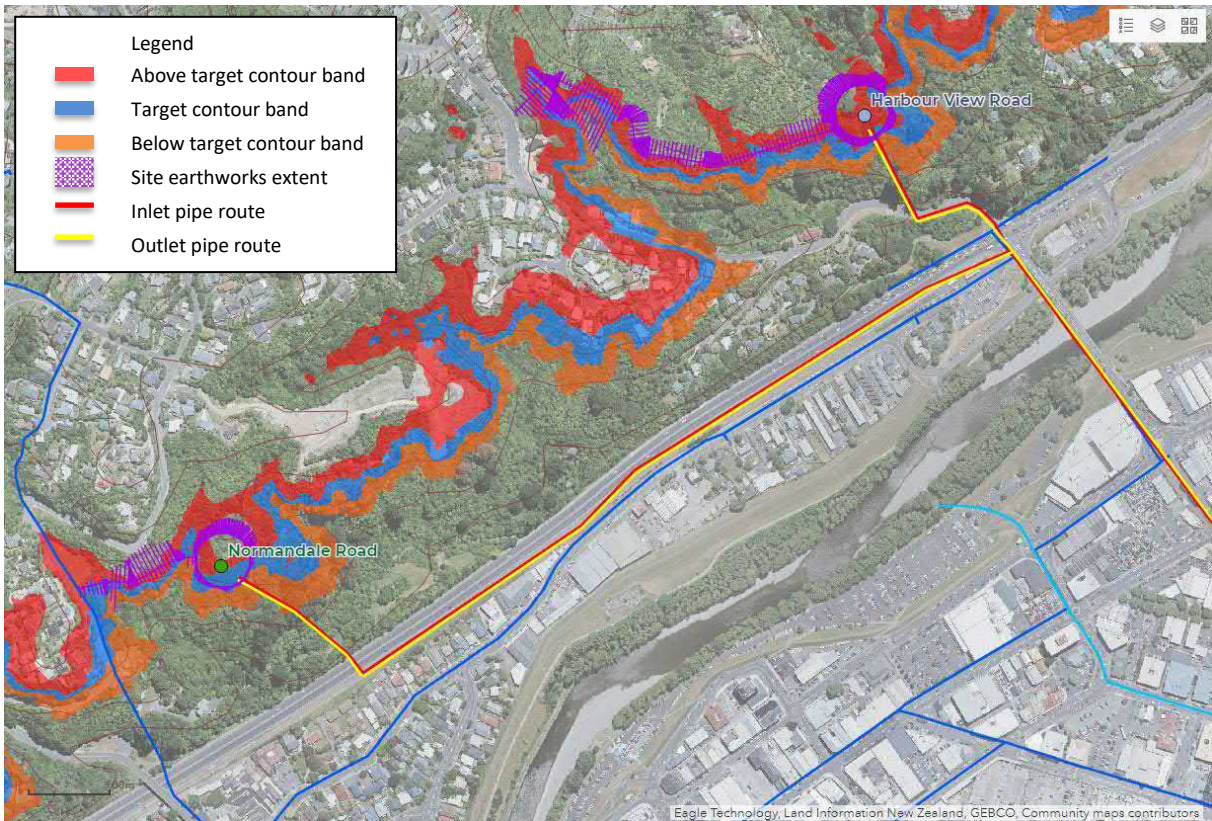 Legend
Above target contour band
Target contour band
Below target contour band
Site earthworks extent
Inlet pipe route
Outlet pipe route
Harbour View Road
Normandale Road
Eagle Technology, Land Information New Zealand, GEBCO, Community maps contributors